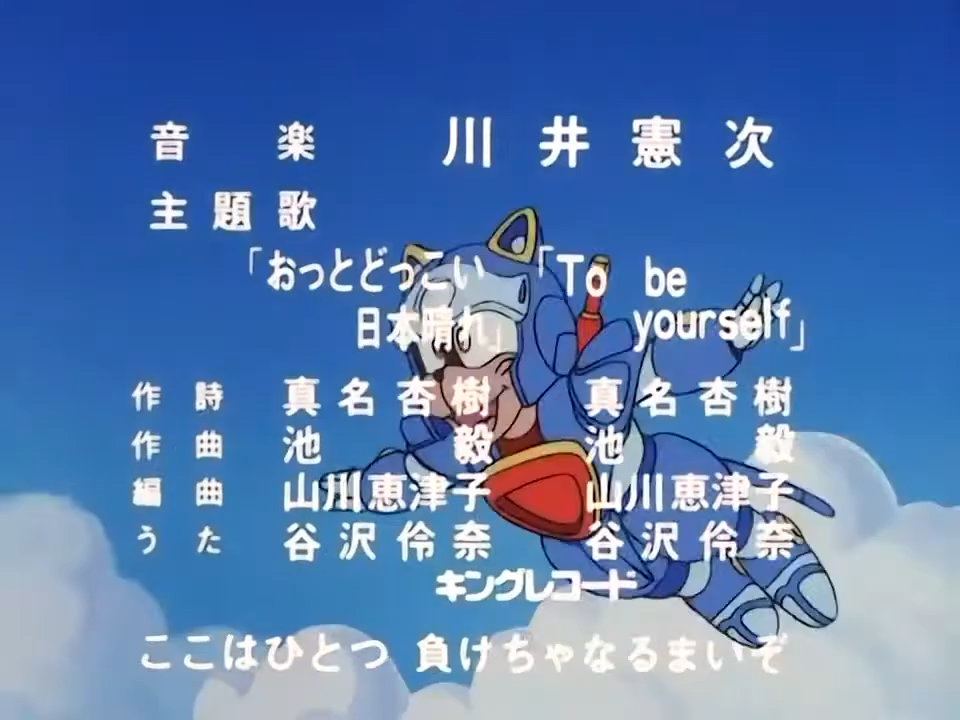 音楽 川井憲次
主題歌
「おっとどっこい 「To be
日本晴れ」 yourself」
作詩 真名杏樹 真名杏樹
作曲 池毅 池毅
編曲 山川恵津子 山川恵津子
うた 谷沢伶奈 谷沢伶奈
キングレコード
ここはひとつ 負けちゃなるまいぞ